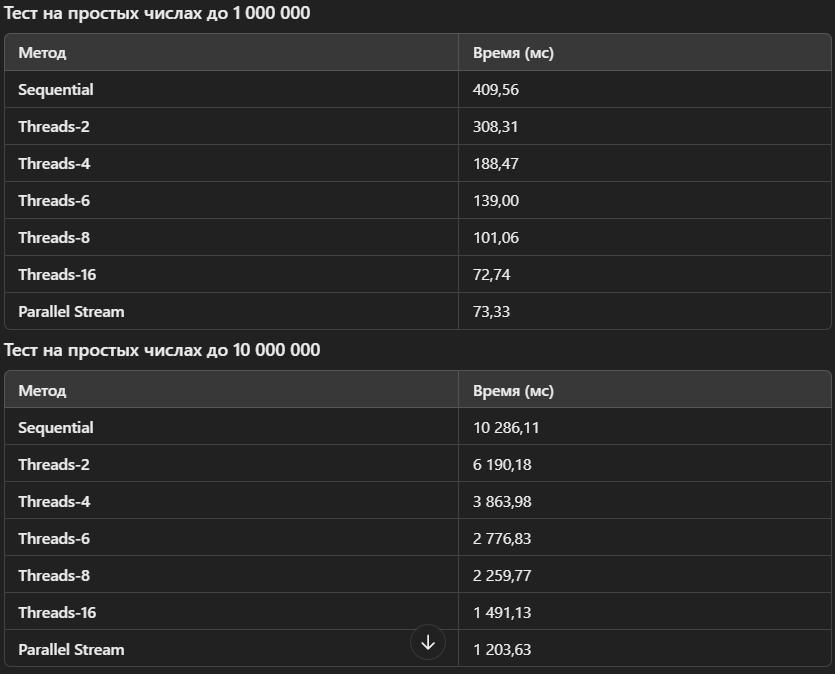 Тест на простых числах до 1 000 000
Метод Время (мс)
Sequential 409,56
Threads-2 308,31
Threads-4 188,47
Threads-6 139,00
Threads-8 101,06
Threads-16 72,74
Parallel Stream 73,33
Тест на простых числах до 10 000 000
Метод Время (мс)
Sequential 10 286,11
Threads-2 6 190,18
Threads-4 3 863,98
Threads-6 2 776,83
Threads-8 2 259,77
Threads-16 1 491,13
Parallel Stream 1 203,63